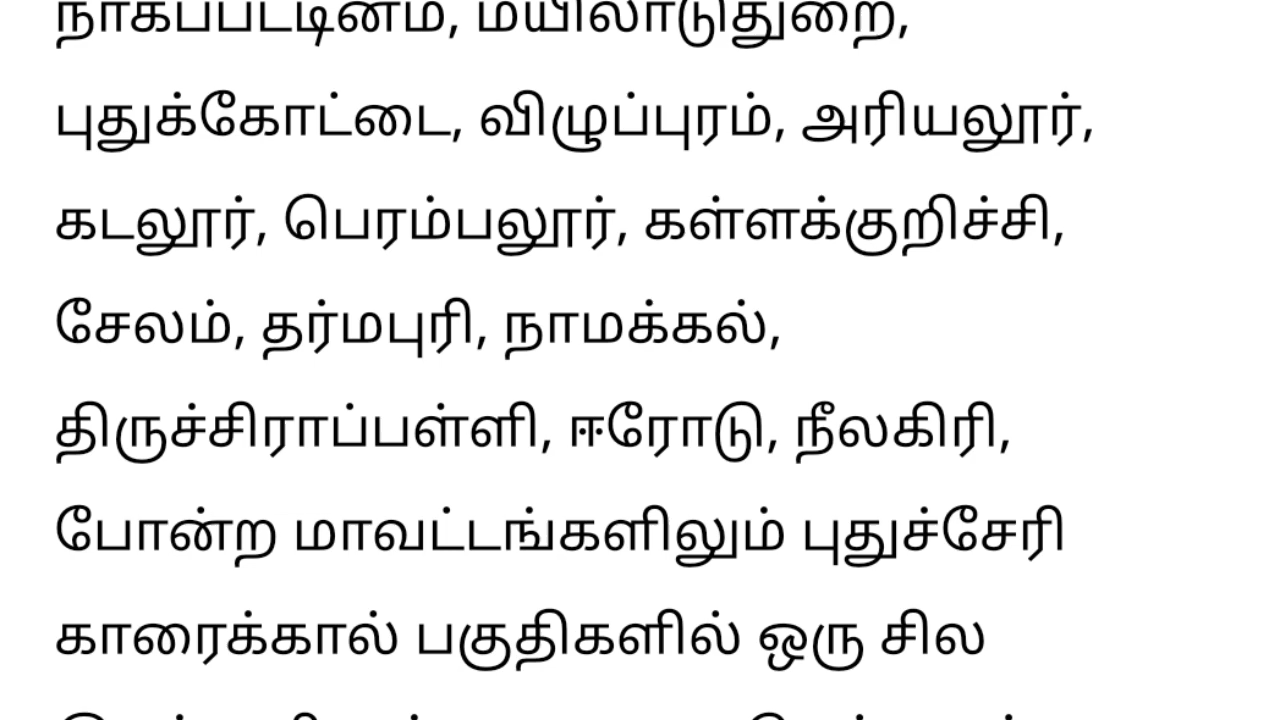 நாகப்பட்டினம், மயிலாடுதுறை,
புதுக்கோட்டை, விழுப்புரம், அரியலூர்,
கடலூர், பெரம்பலூர், கள்ளக்குறிச்சி,
சேலம், தர்மபுரி, நாமக்கல்,
திருச்சிராப்பள்ளி, ஈரோடு, நீலகிரி,
போன்ற மாவட்டங்களிலும் புதுச்சேரி
காரைக்கால் பகுதிகளில் ஒரு சில